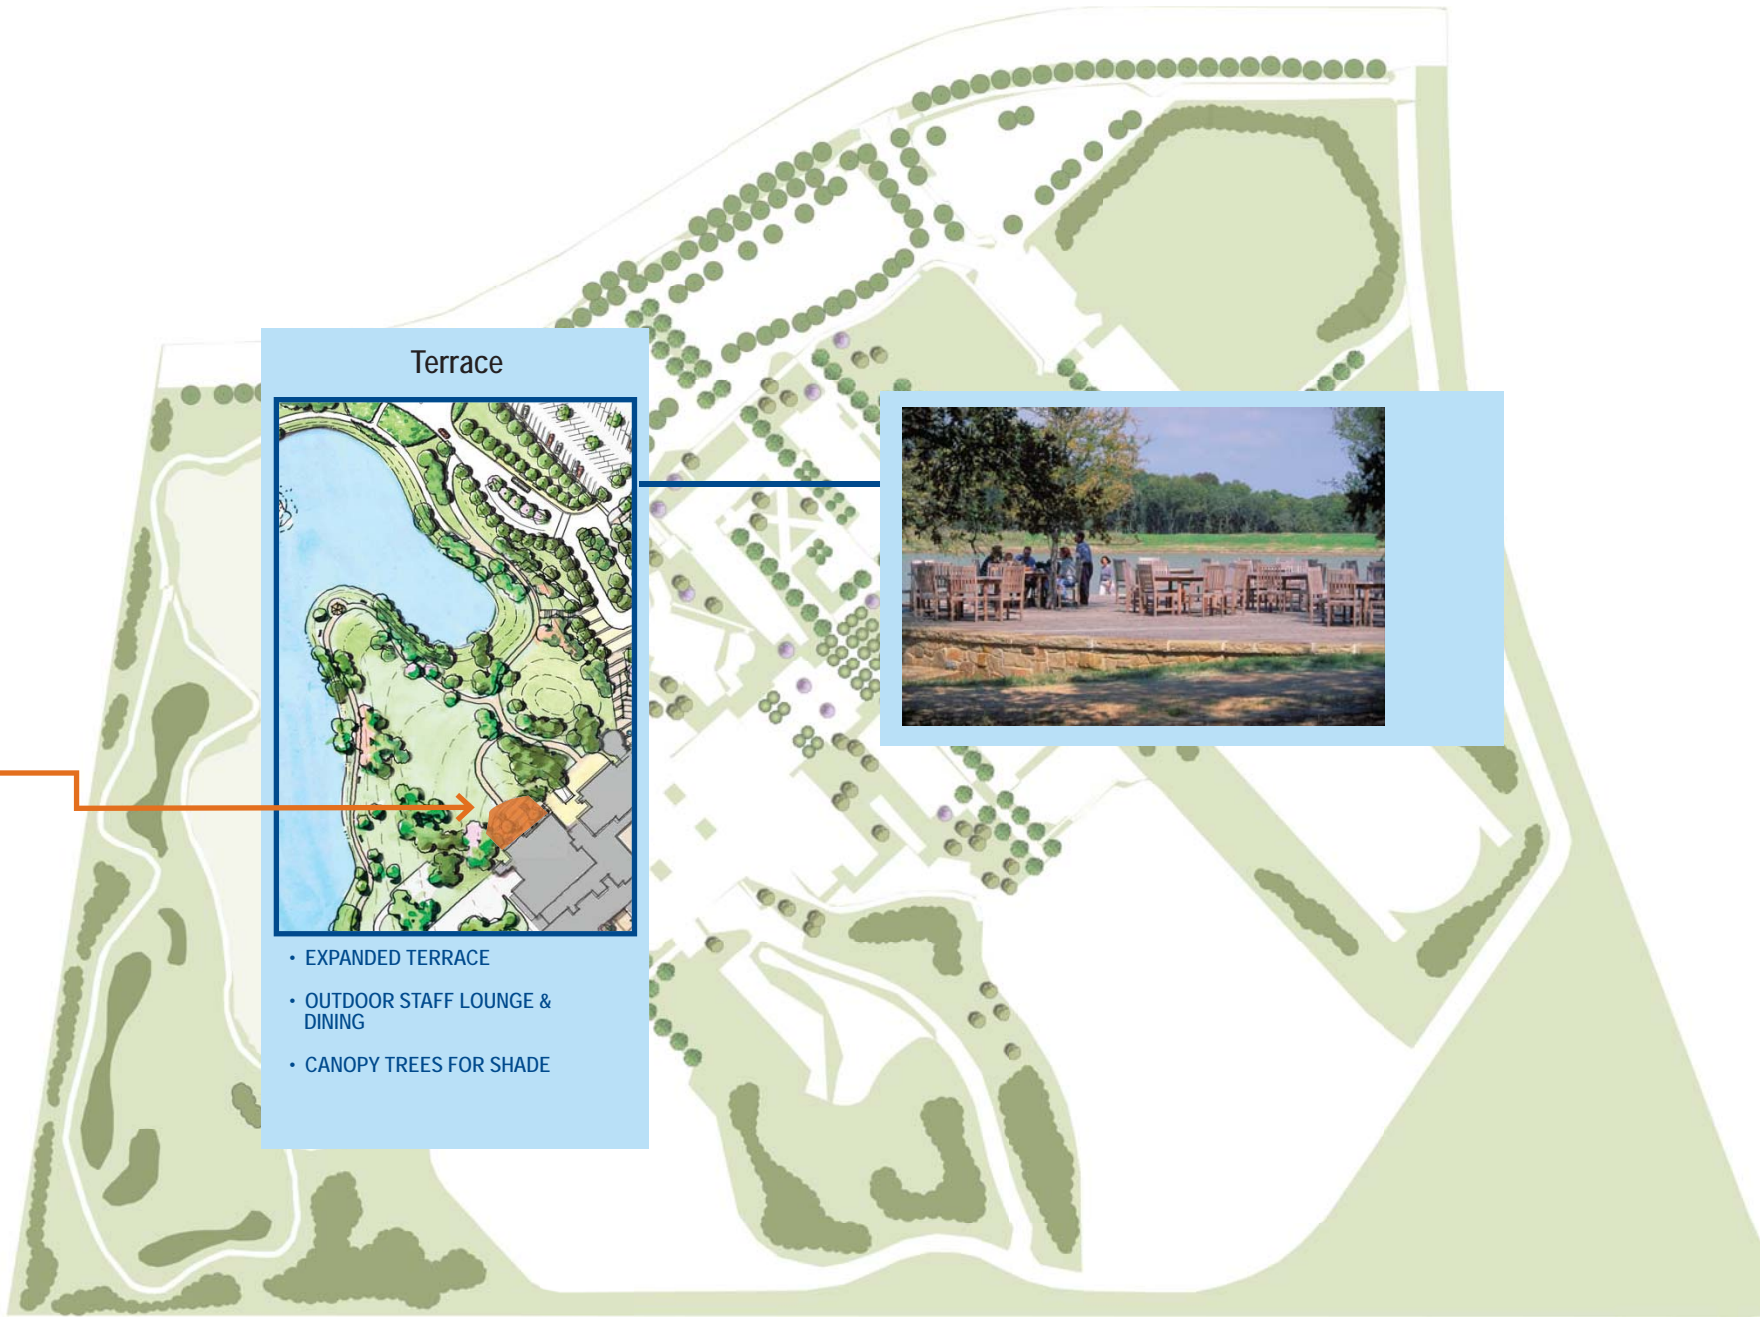 Terrace
• EXPANDED TERRACE
• OUTDOOR STAFF LOUNGE &
DINING
• CANOPY TREES FOR SHADE